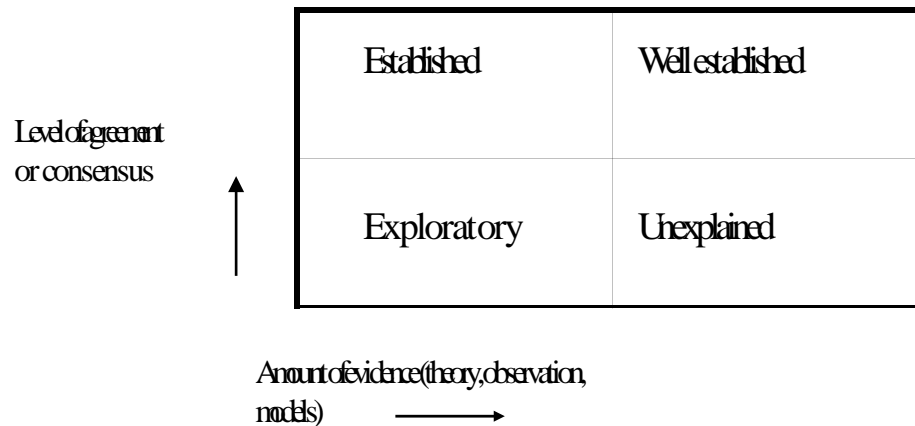 Established Well established
Level of agreement
or consensus
Exploratory Unexplained
Amount of evidence (theory, observation,
models)